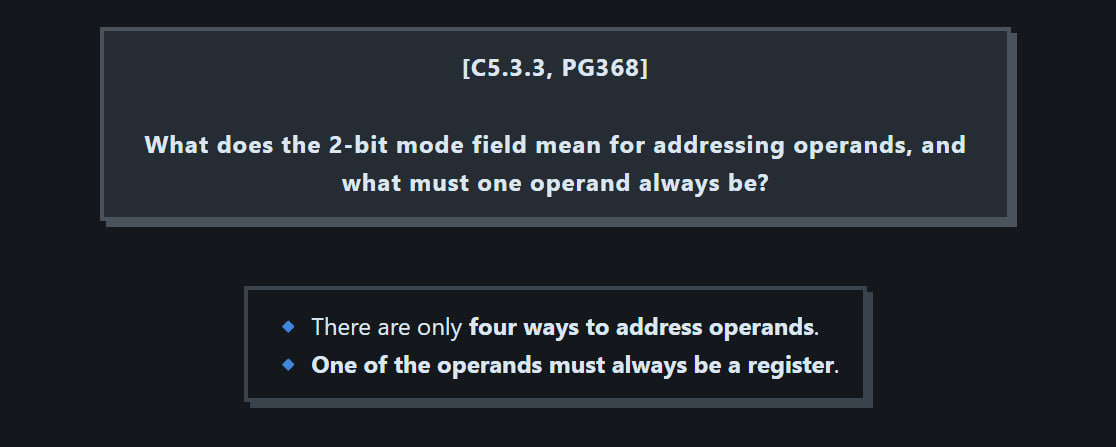 [C5.3.3, PG368]
What does the 2-bit mode field mean for addressing operands, and
what must one operand always be?
There are only four ways to address operands.
One of the operands must always be a register.